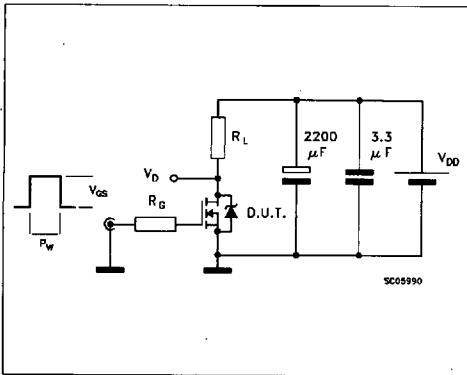 R_L
2200
µF
3.3
µF
V_DD
V_D
V_GS
R_G
D.U.T.
P_W
SC05990